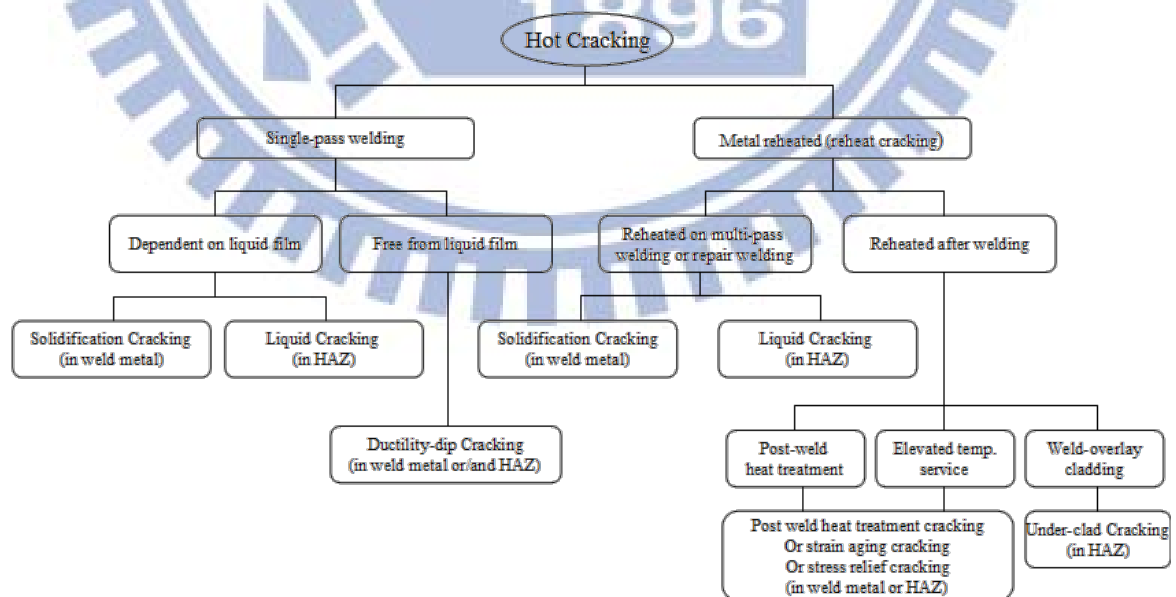 1896
Hot Cracking
Single-pass welding
Metal reheated (reheat cracking)
Dependent on liquid film
Free from liquid film
Reheated on multi-pass
welding or repair welding
Reheated after welding
Solidification Cracking
(in weld metal)
Liquid Cracking
(in HAZ)
Solidification Cracking
(in weld metal)
Liquid Cracking
(in HAZ)
Ductility-dip Cracking
(in weld metal or/and HAZ)
Post-weld
heat treatment
Elevated temp.
service
Weld-overlay
cladding
Post weld heat treatment cracking
Or strain aging cracking
Or stress relief cracking
(in weld metal or HAZ)
Under-clad Cracking
(in HAZ)